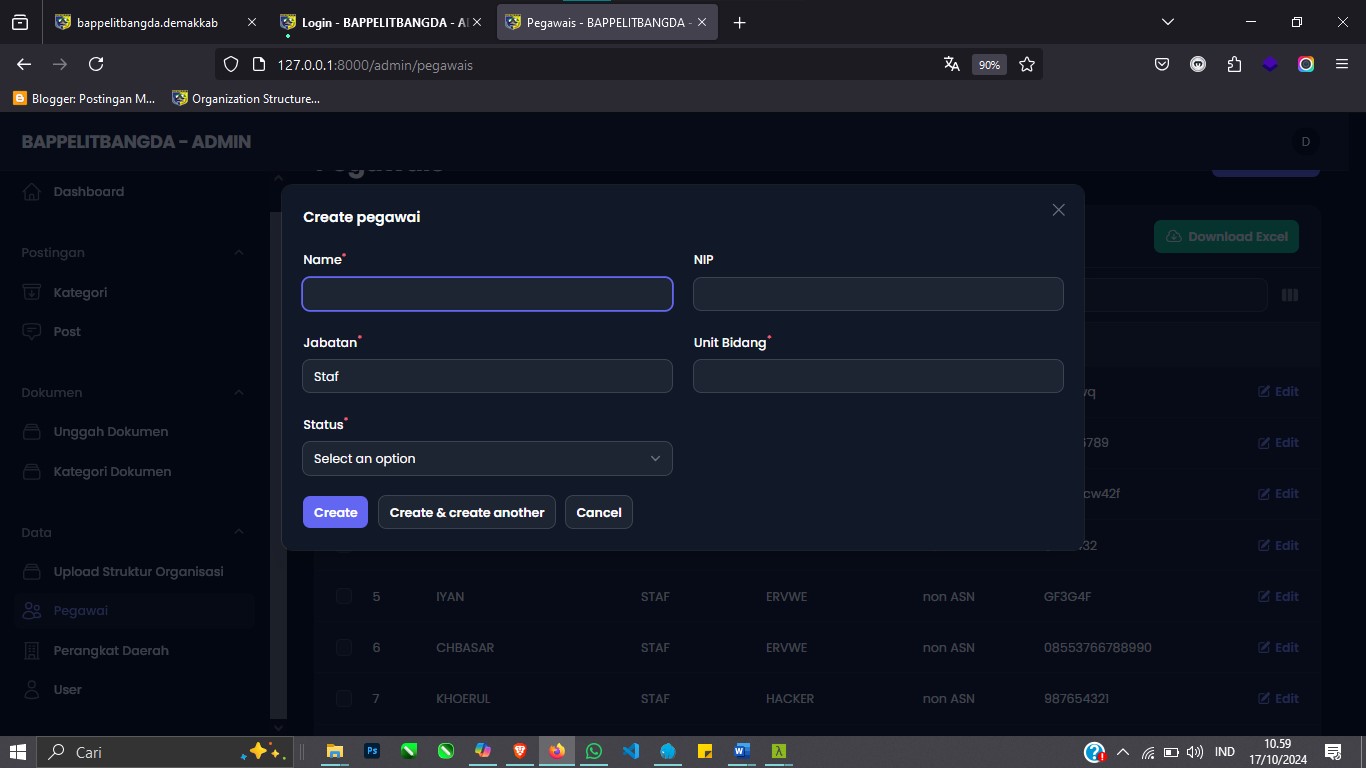 bappelitbangda.demakkab
Login - BAPPELITBANGDA - A
Pegawais - BAPPELITBANGDA -
127.0.0.1:8000/admin/pegawais
90%
Blogger: Postingan M...
Organization Structure...
BAPPELITBANGDA - ADMIN
D
Pegawais
Dashboard
Postingan
Kategori
Post
Dokumen
Unggah Dokumen
Kategori Dokumen
Data
Upload Struktur Organisasi
Pegawai
Perangkat Daerah
User
Create pegawai
Name*
NIP
Jabatan*
Unit Bidang*
Staf
Status*
Select an option
Create
Create & create another
Cancel
Download Excel
Edit
6789 Edit
cw42f Edit
32 Edit
5 IYAN STAF ERVWE non ASN GF3G4F Edit
6 CHBASAR STAF ERVWE non ASN 08553766788990 Edit
7 KHOERUL STAF HACKER non ASN 987654321 Edit
Cari
IND
10.59
17/10/2024